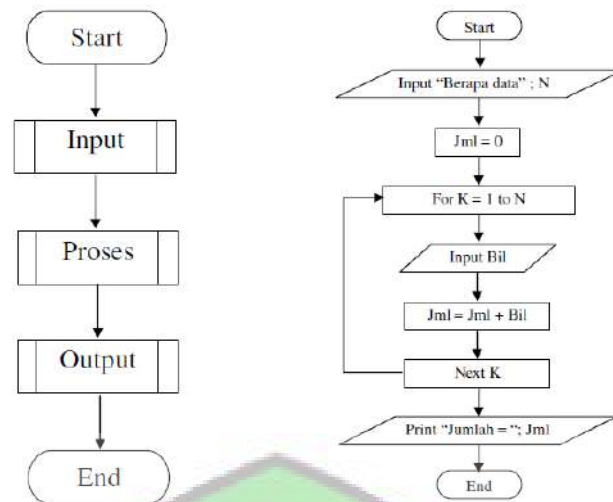 Start
Input
Proses
Output
End
Start
Input “Berapa data” ; N
Jml = 0
For K = 1 to N
Input Bil
Jml = Jml + Bil
Next K
Print “Jumlah = ”; Jml
End